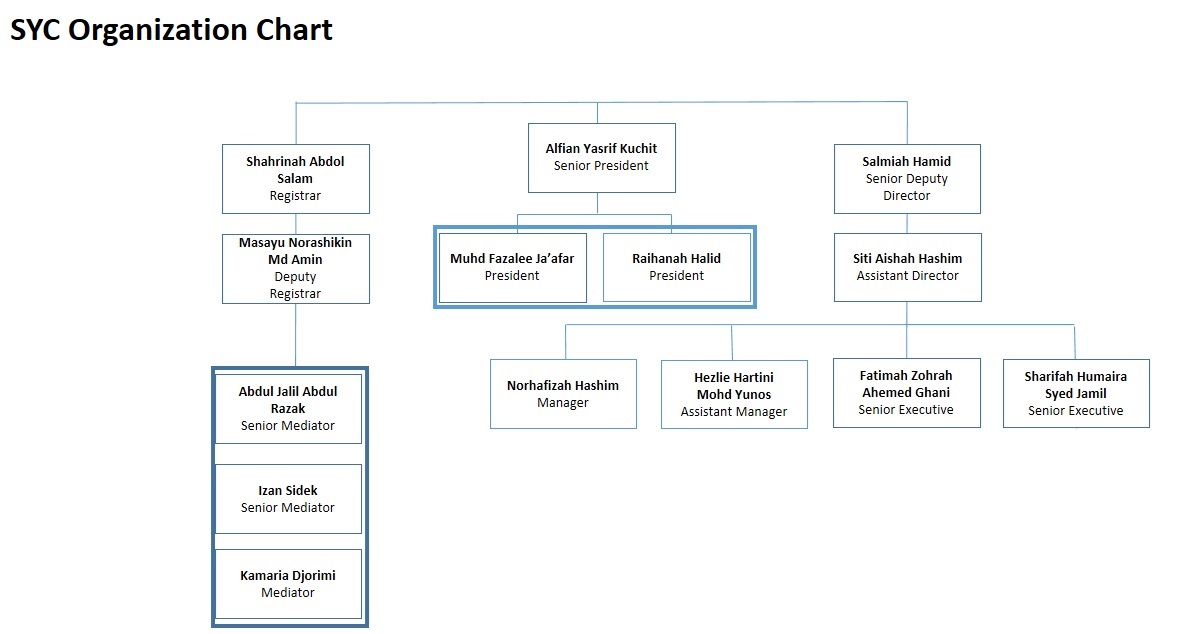 SYC Organization Chart
Shahrinah Abdol
Salam
Registrar
Alfian Yasrif Kuchit
Senior President
Salmiah Hamid
Senior Deputy
Director
Masayu Norashikin
Md Amin
Deputy
Registrar
Muhd Fazalee Ja’afar
President
Raihanah Halid
President
Siti Aishah Hashim
Assistant Director
Abdul Jalil Abdul
Razak
Senior Mediator
Izan Sidek
Senior Mediator
Kamaria Djorimi
Mediator
Norhafizah Hashim
Manager
Hezlie Hartini
Mohd Yunos
Assistant Manager
Fatimah Zohrah
Ahemed Ghani
Senior Executive
Sharifah Humaira
Syed Jamil
Senior Executive